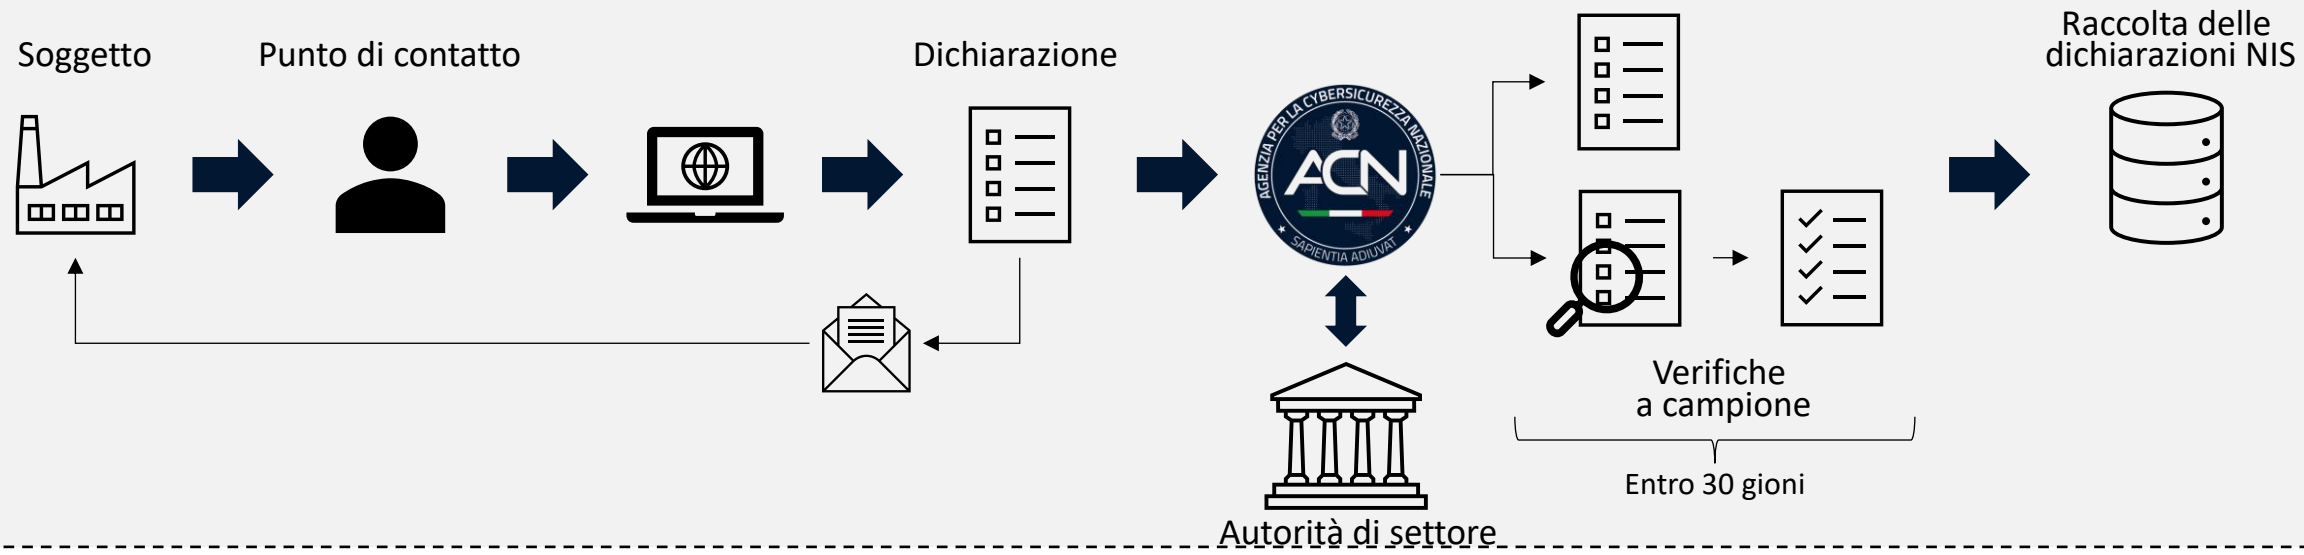 Soggetto
Punto di contatto
Dichiarazione
AGENZIA PER LA CYBERSICUREZZA NAZIONALE
ACN
SAPIENTIA ADIUVAT
Autorità di settore
Verifiche
a campione
Entro 30 gioni
Raccolta delle
dichiarazioni NIS